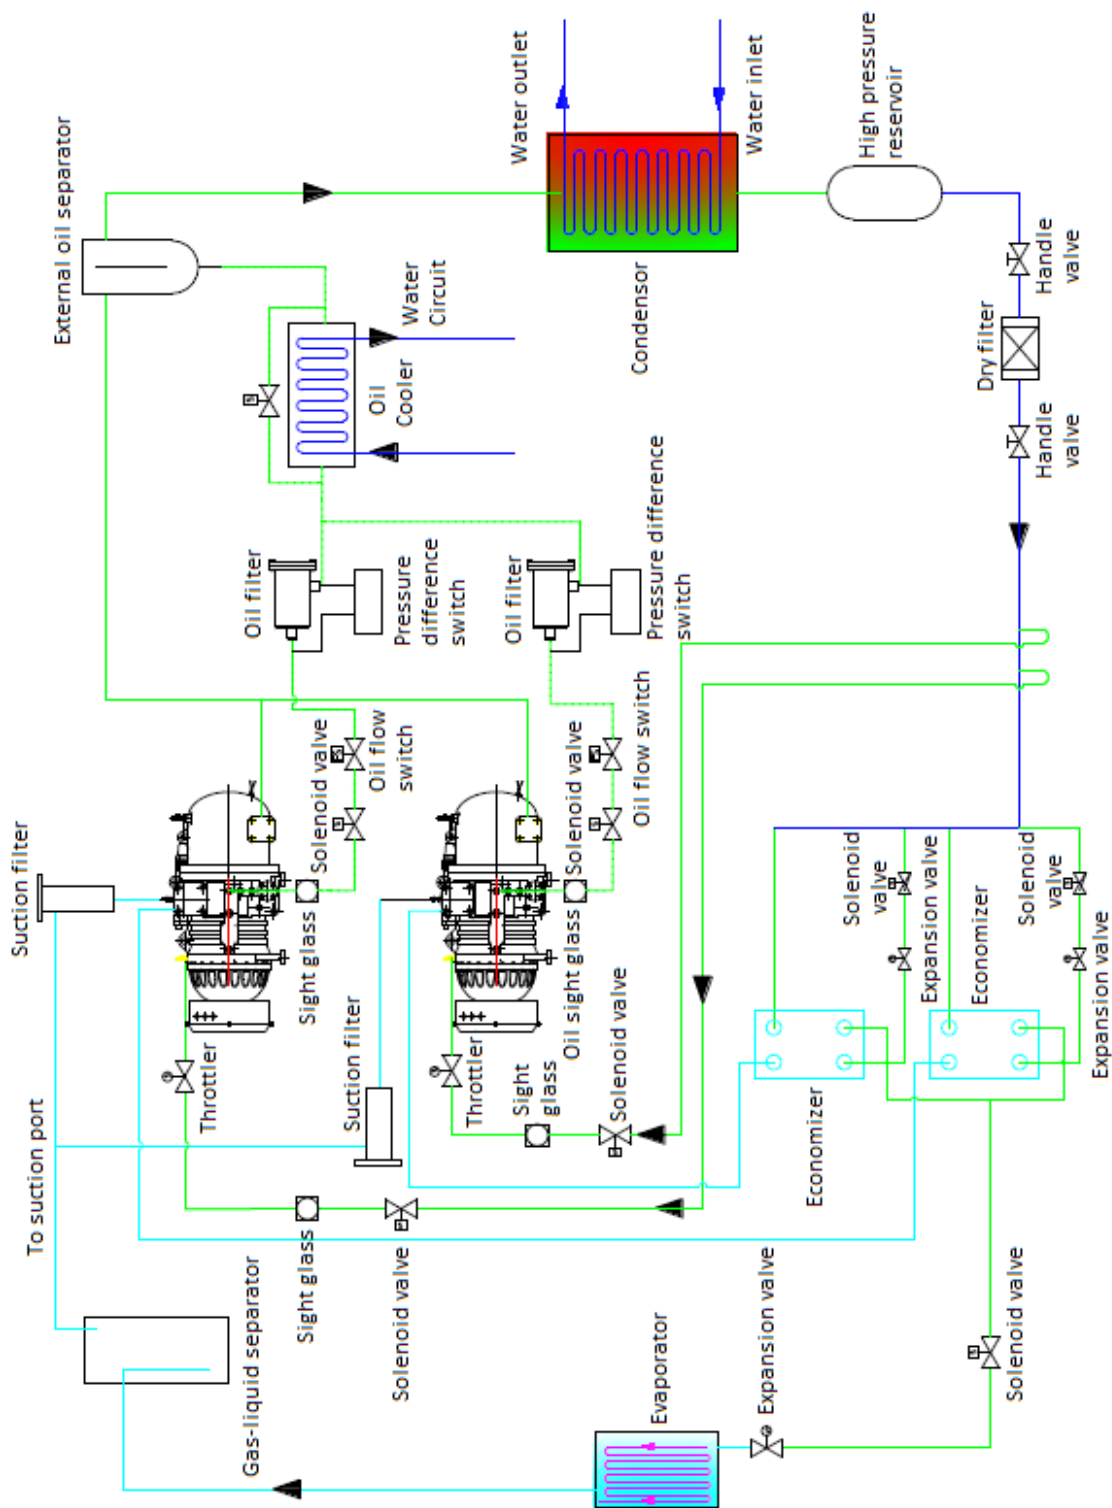 To suction port
Suction filter
External oil separator
Gas-liquid separator
Sight glass
Throttler
Sight glass
Solenoid valve
Oil flow
switch
Oil filter
Pressure
difference
switch
Oil
Cooler
Water
Circuit
Water outlet
Water inlet
Solenoid valve
Suction filter
Throttler
Sight
glass
Oil sight glass
Solenoid valve
Solenoid valve
Oil flow switch
Oil filter
Pressure difference
switch
Condensor
High pressure
reservoir
Evaporator
Expansion valve
Economizer
Solenoid
valve
Expansion valve
Economizer
Solenoid
valve
Expansion valve
Solenoid valve
Handle
valve
Dry filter
Handle
valve